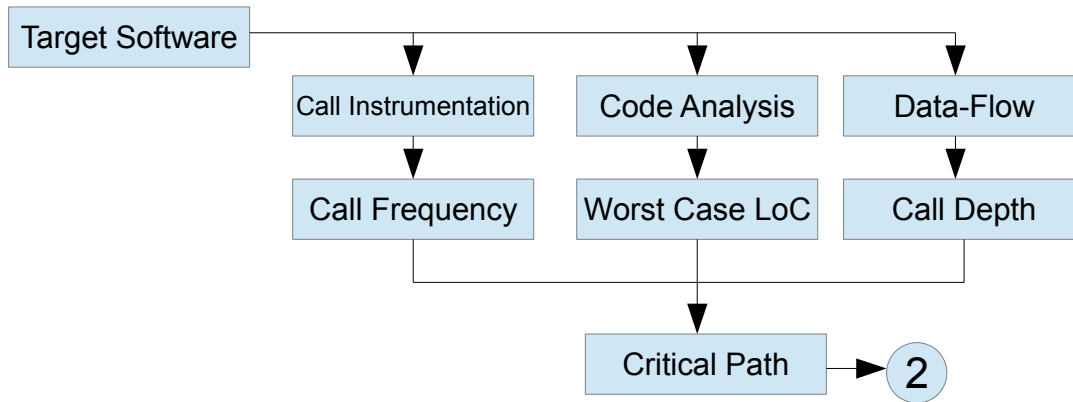 Target Software
Call Instrumentation
Code Analysis
Data-Flow
Call Frequency
Worst Case LoC
Call Depth
Critical Path
2